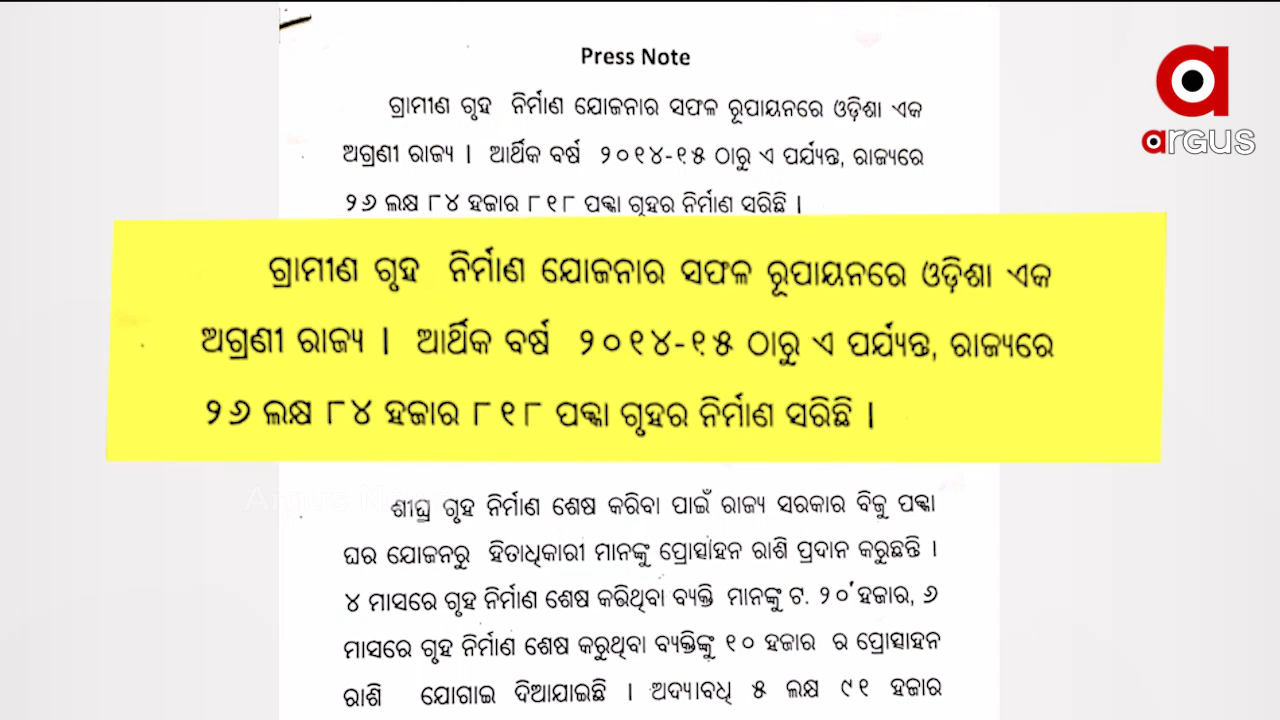 Press Note
ଗ୍ରାମୀଣ ଗୃହ ନିର୍ମାଣ ଯୋଜନାର ସଫଳ ରୂପାୟନରେ ଓଡ଼ିଶା ଏକ
ଅଗ୍ରଣୀ ରାଜ୍ୟ । ଆର୍ଥିକ ବର୍ଷ ୨୦୧୪-୧୫ ଠାରୁ ଏ ପର୍ଯ୍ୟନ୍ତ, ରାଜ୍ୟରେ
୨୬ ଲକ୍ଷ ୮୪ ହଜାର ୮୧୮ ପକ୍କା ଗୃହର ନିର୍ମାଣ ସରିଛି ।
ଗ୍ରାମୀଣ ଗୃହ ନିର୍ମାଣ ଯୋଜନାର ସଫଳ ରୂପାୟନରେ ଓଡ଼ିଶା ଏକ
ଅଗ୍ରଣୀ ରାଜ୍ୟ । ଆର୍ଥିକ ବର୍ଷ ୨୦୧୪-୧୫ ଠାରୁ ଏ ପର୍ଯ୍ୟନ୍ତ, ରାଜ୍ୟରେ
୨୬ ଲକ୍ଷ ୮୪ ହଜାର ୮୧୮ ପକ୍କା ଗୃହର ନିର୍ମାଣ ସରିଛି ।
ଶୀଘ୍ର ଗୃହ ନିର୍ମାଣ ଶେଷ କରିବା ପାଇଁ ରାଜ୍ୟ ସରକାର ବିଜୁ ପକ୍କା
ଘର ଯୋଜନରୁ ହିତାଧିକାରୀ ମାନଙ୍କୁ ପ୍ରୋତ୍ସାହନ ରାଶି ପ୍ରଦାନ କରୁଛନ୍ତି ।
୪ ମାସରେ ଗୃହ ନିର୍ମାଣ ଶେଷ କରିଥିବା ବ୍ୟକ୍ତି ମାନଙ୍କୁ ଟ. ୨୦' ହଜାର, ୬
ମାସରେ ଗୃହ ନିର୍ମାଣ ଶେଷ କରୁଥିବା ବ୍ୟକ୍ତିଙ୍କୁ ୧୦ ହଜାର ର ପ୍ରୋତ୍ସାହନ
ରାଶି ଯୋଗାଇ ଦିଆଯାଇଛି । ଅଦ୍ୟାବଧି ୫ ଲକ୍ଷ ୯୧ ହଜାର
argus